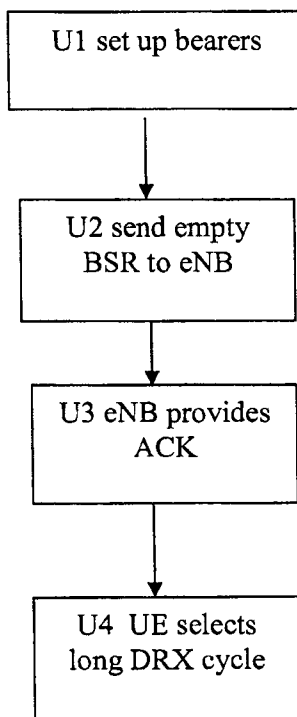 U1 set up bearers
U2 send empty
BSR to eNB
U3 eNB provides
ACK
U4 UE selects
long DRX cycle